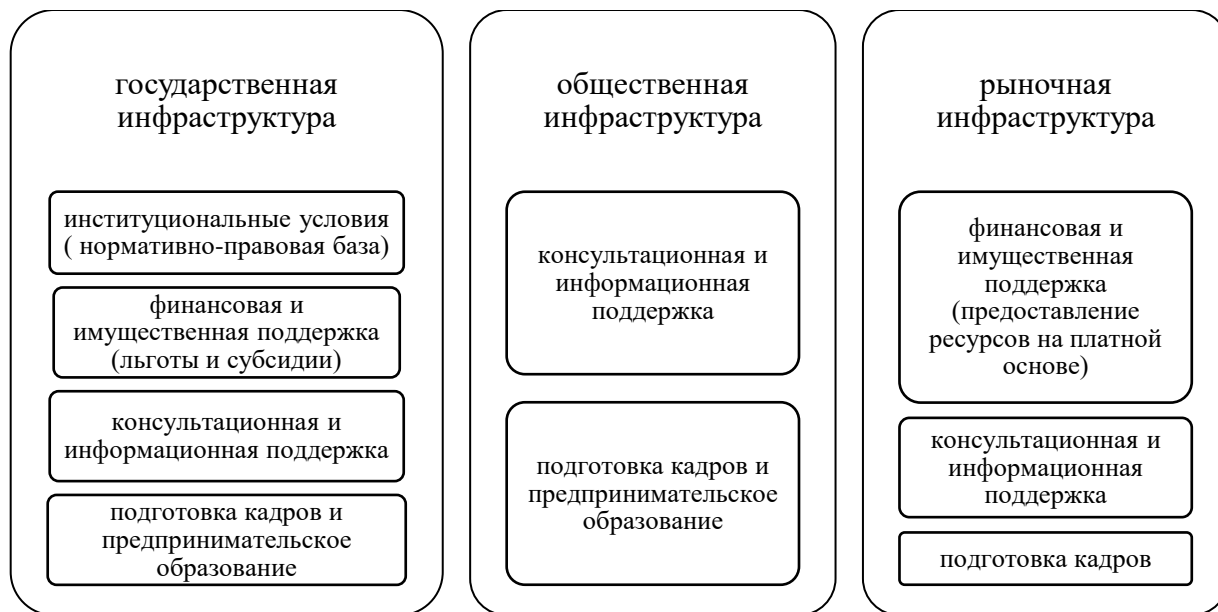 государственная
инфраструктура
институциональные условия
( нормативно-правовая база)
финансовая и
имущественная поддержка
(льготы и субсидии)
консультационная и
информационная поддержка
подготовка кадров и
предпринимательское
образование
общественная
инфраструктура
консультационная и
информационная
поддержка
подготовка кадров и
предпринимательское
образование
рыночная
инфраструктура
финансовая и
имущественная
поддержка
(предоставление
ресурсов на платной
основе)
консультационная и
информационная
поддержка
подготовка кадров